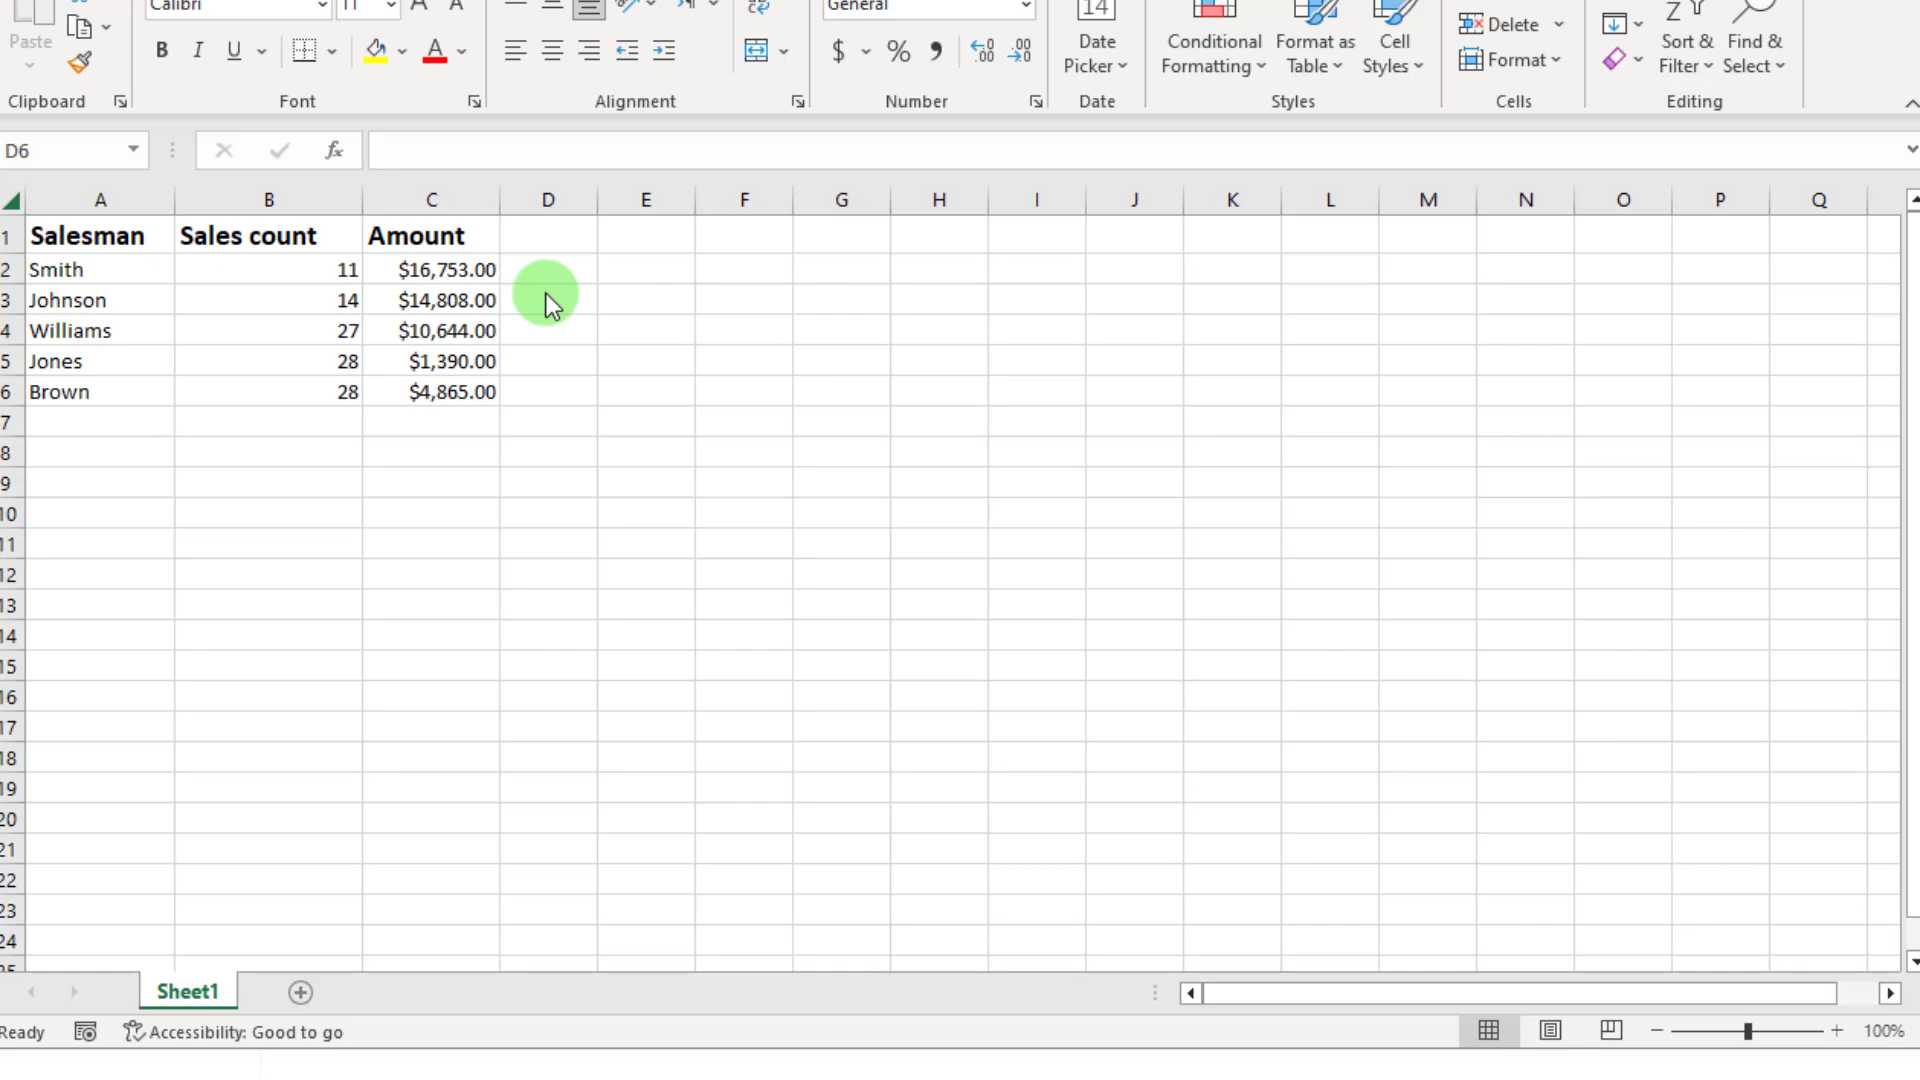 Calibri 11 General
14
Paste
B I U A $ % , .00 .00
Date Picker
Conditional Formatting
Format as Table
Cell Styles
Delete
Format
Sort & Filter
Find & Select
Clipboard Font Alignment Number Date Styles Cells Editing
D6 fx
A B C D E F G H I J K L M N O P Q
1 Salesman Sales count Amount
2 Smith 11 $16,753.00
3 Johnson 14 $14,808.00
4 Williams 27 $10,644.00
5 Jones 28 $1,390.00
6 Brown 28 $4,865.00
7
8
9
10
11
12
13
14
15
16
17
18
19
20
21
22
23
24
25
Sheet1
Ready Accessibility: Good to go 100%